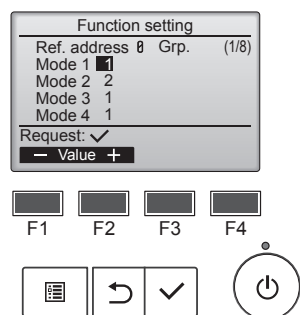 Function setting
Ref. address 0 Grp. (1/8)
Mode 1 1
Mode 2 2
Mode 3 1
Mode 4 1
Request: ✓
− Value +
F1 F2 F3 F4